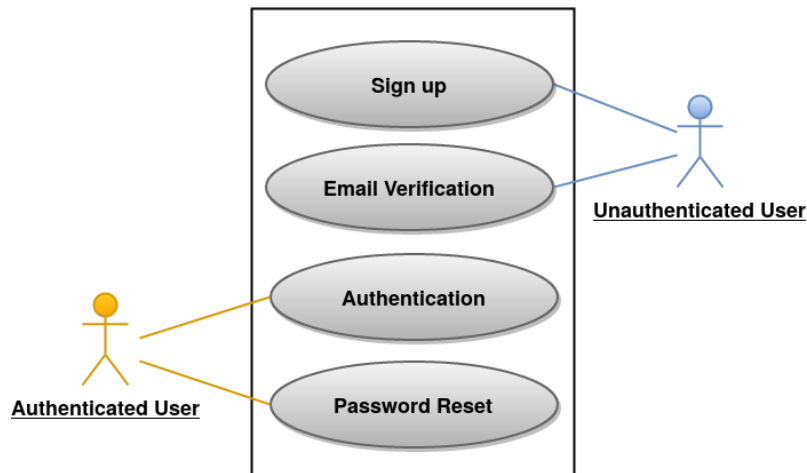 Sign up
Email Verification
Unauthenticated User
Authentication
Authenticated User
Password Reset